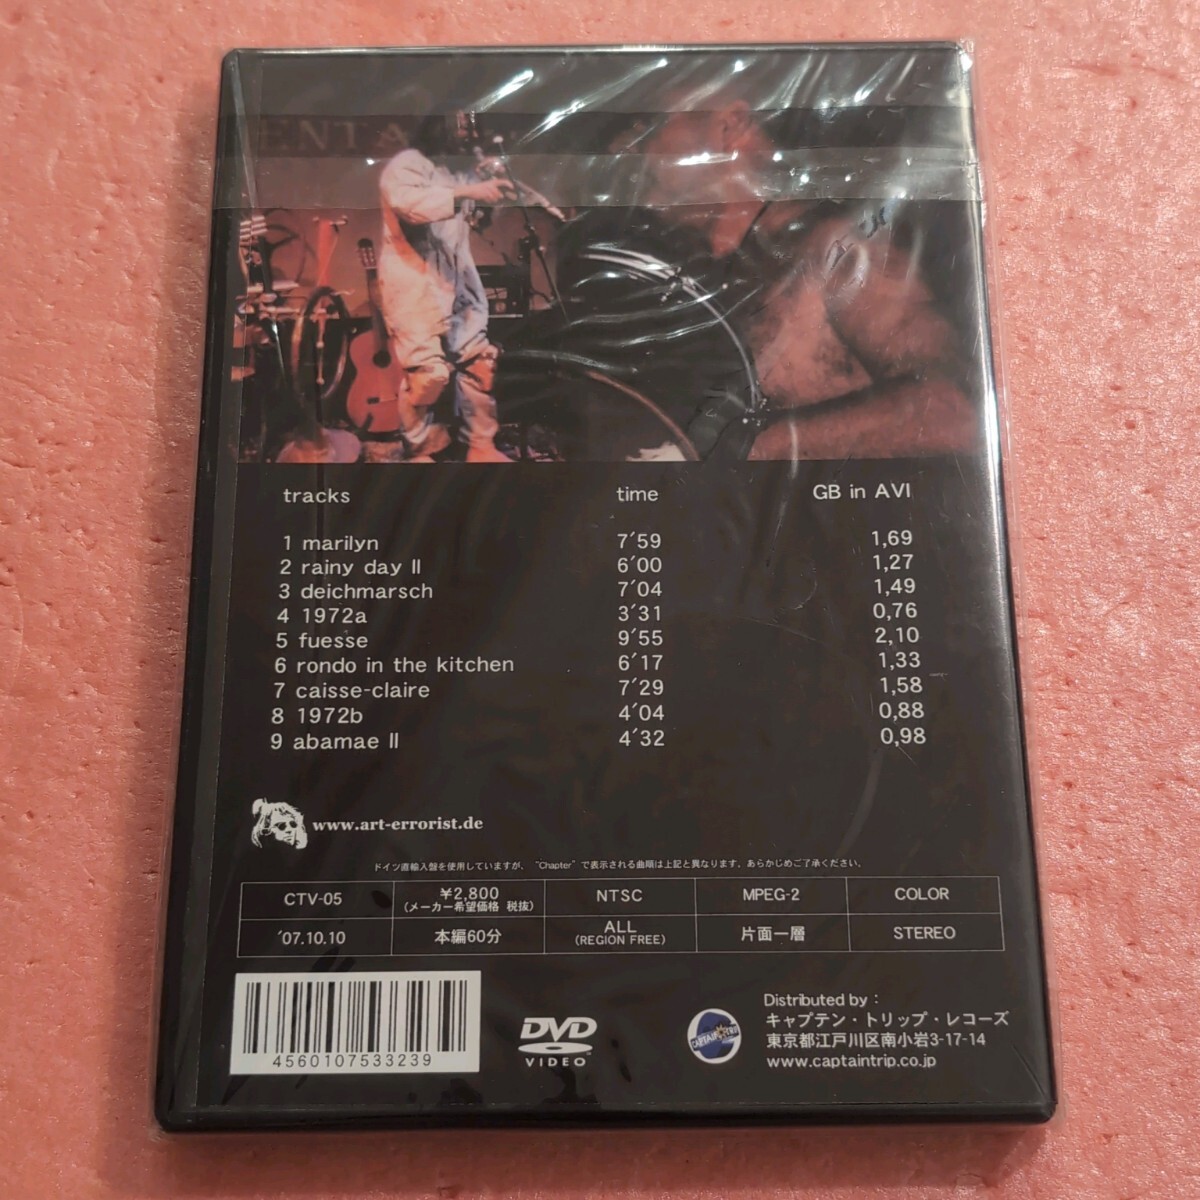 ENTA
tracks time GB in AVI
1 marilyn 7´59 1,69
2 rainy day II 6´00 1,27
3 deichmarsch 7´04 1,49
4 1972a 3´31 0,76
5 fuesse 9´55 2,10
6 rondo in the kitchen 6´17 1,33
7 caisse-claire 7´29 1,58
8 1972b 4´04 0,88
9 abamae II 4´32 0,98
www.art-errorist.de
ドイツ直輸入盤を使用していますが、“Chapter”で表示される曲順は上記と異なります。あらかじめご了承ください。
CTV-05 ¥2,800 NTSC MPEG-2 COLOR
(メーカー希望価格 税抜)
´07.10.10 本編60分 ALL 片面一層 STEREO
(REGION FREE)
4560107533239
DVD
VIDEO
CAPTAIN TRIP
Distributed by :
キャプテン・トリップ・レコーズ
東京都江戸川区南小岩3-17-14
www.captaintrip.co.jp